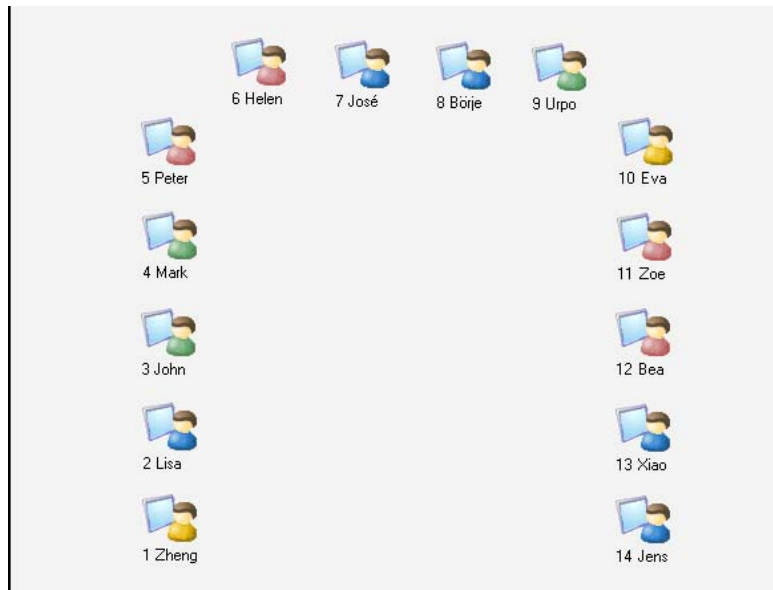 6 Helen
7 José
8 Börje
9 Urpo
5 Peter
10 Eva
4 Mark
11 Zoe
3 John
12 Bea
2 Lisa
13 Xiao
1 Zheng
14 Jens